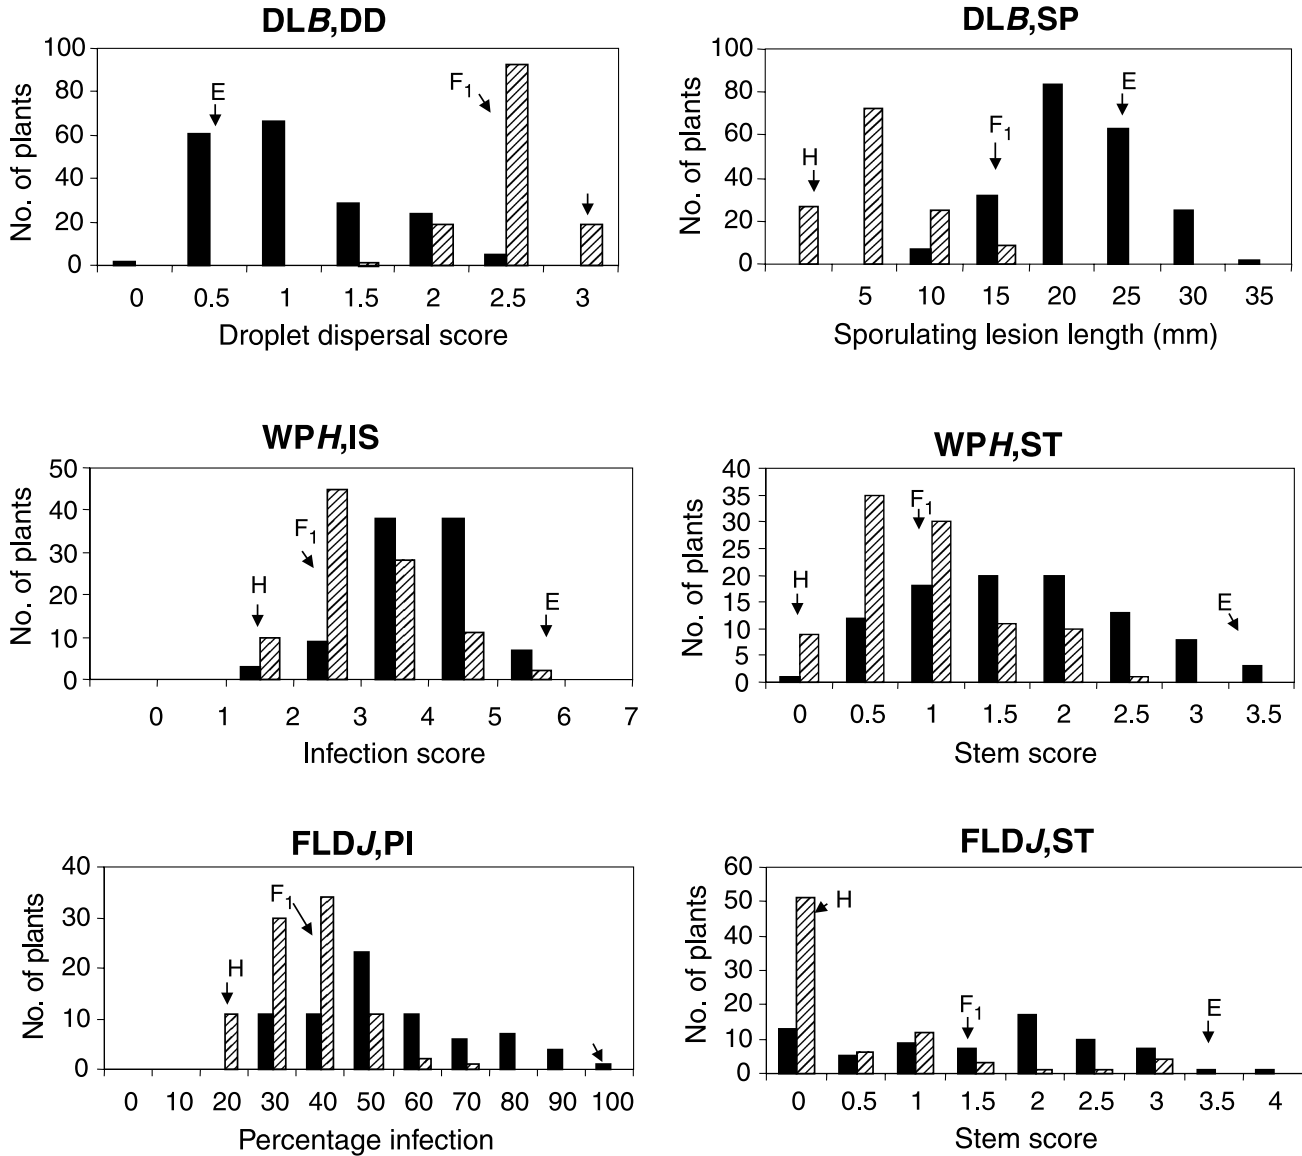 DLB,DD
No. of plants
100
80
60
40
20
0
E
F1
0 0.5 1 1.5 2 2.5 3
Droplet dispersal score
DLB,SP
No. of plants
100
80
60
40
20
0
H
F1
E
5 10 15 20 25 30 35
Sporulating lesion length (mm)
WPH,IS
No. of plants
50
40
30
20
10
0
H
F1
E
0 1 2 3 4 5 6 7
Infection score
WPH,ST
No. of plants
40
35
30
25
20
15
10
5
0
H
F1
E
0 0.5 1 1.5 2 2.5 3 3.5
Stem score
FLDJ,PI
No. of plants
40
30
20
10
0
H
F1
0 10 20 30 40 50 60 70 80 90 100
Percentage infection
FLDJ,ST
No. of plants
60
50
40
30
20
10
0
H
F1
E
0 0.5 1 1.5 2 2.5 3 3.5 4
Stem score